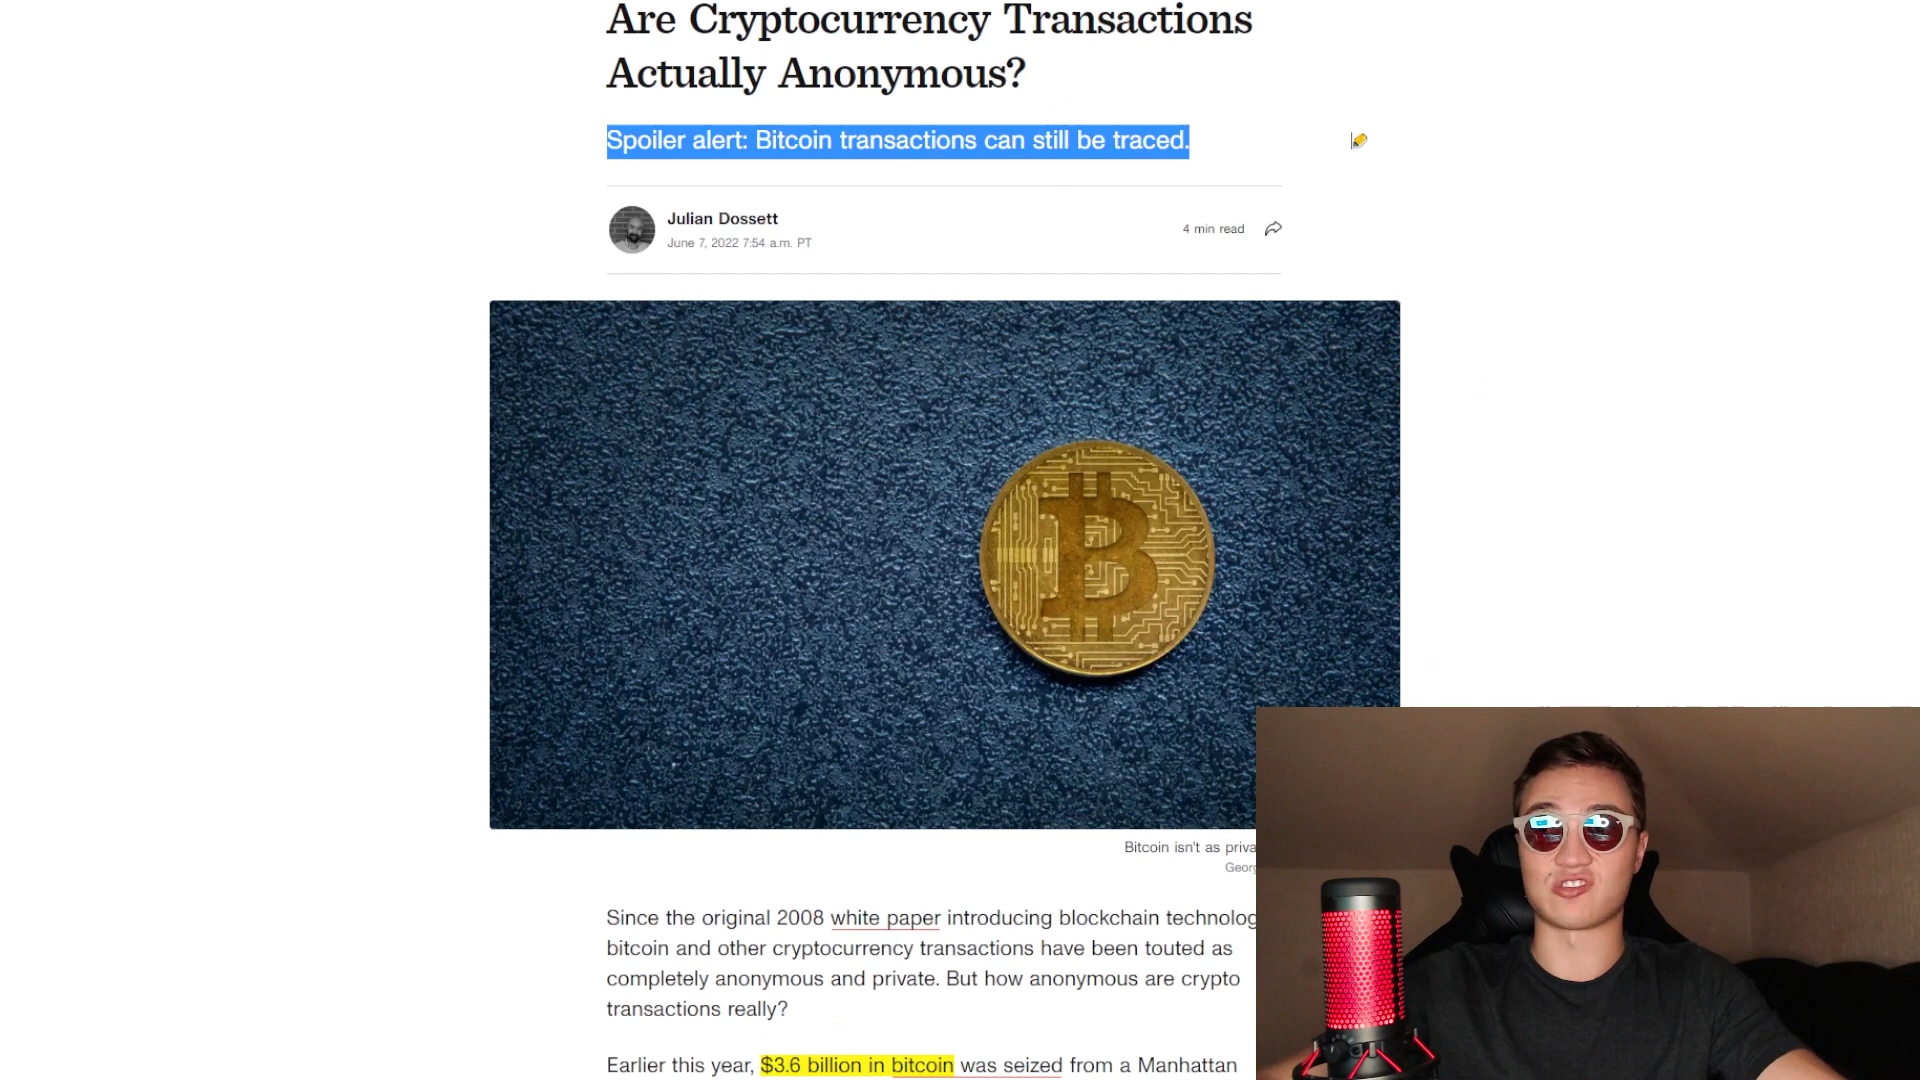 Are Cryptocurrency Transactions
Actually Anonymous?
Spoiler alert: Bitcoin transactions can still be traced.
Julian Dossett
June 7, 2022 7:54 a.m. PT
4 min read
Bitcoin isn't as priva
Georg
Since the original 2008 white paper introducing blockchain technolog
bitcoin and other cryptocurrency transactions have been touted as
completely anonymous and private. But how anonymous are crypto
transactions really?
Earlier this year, $3.6 billion in bitcoin was seized from a Manhattan